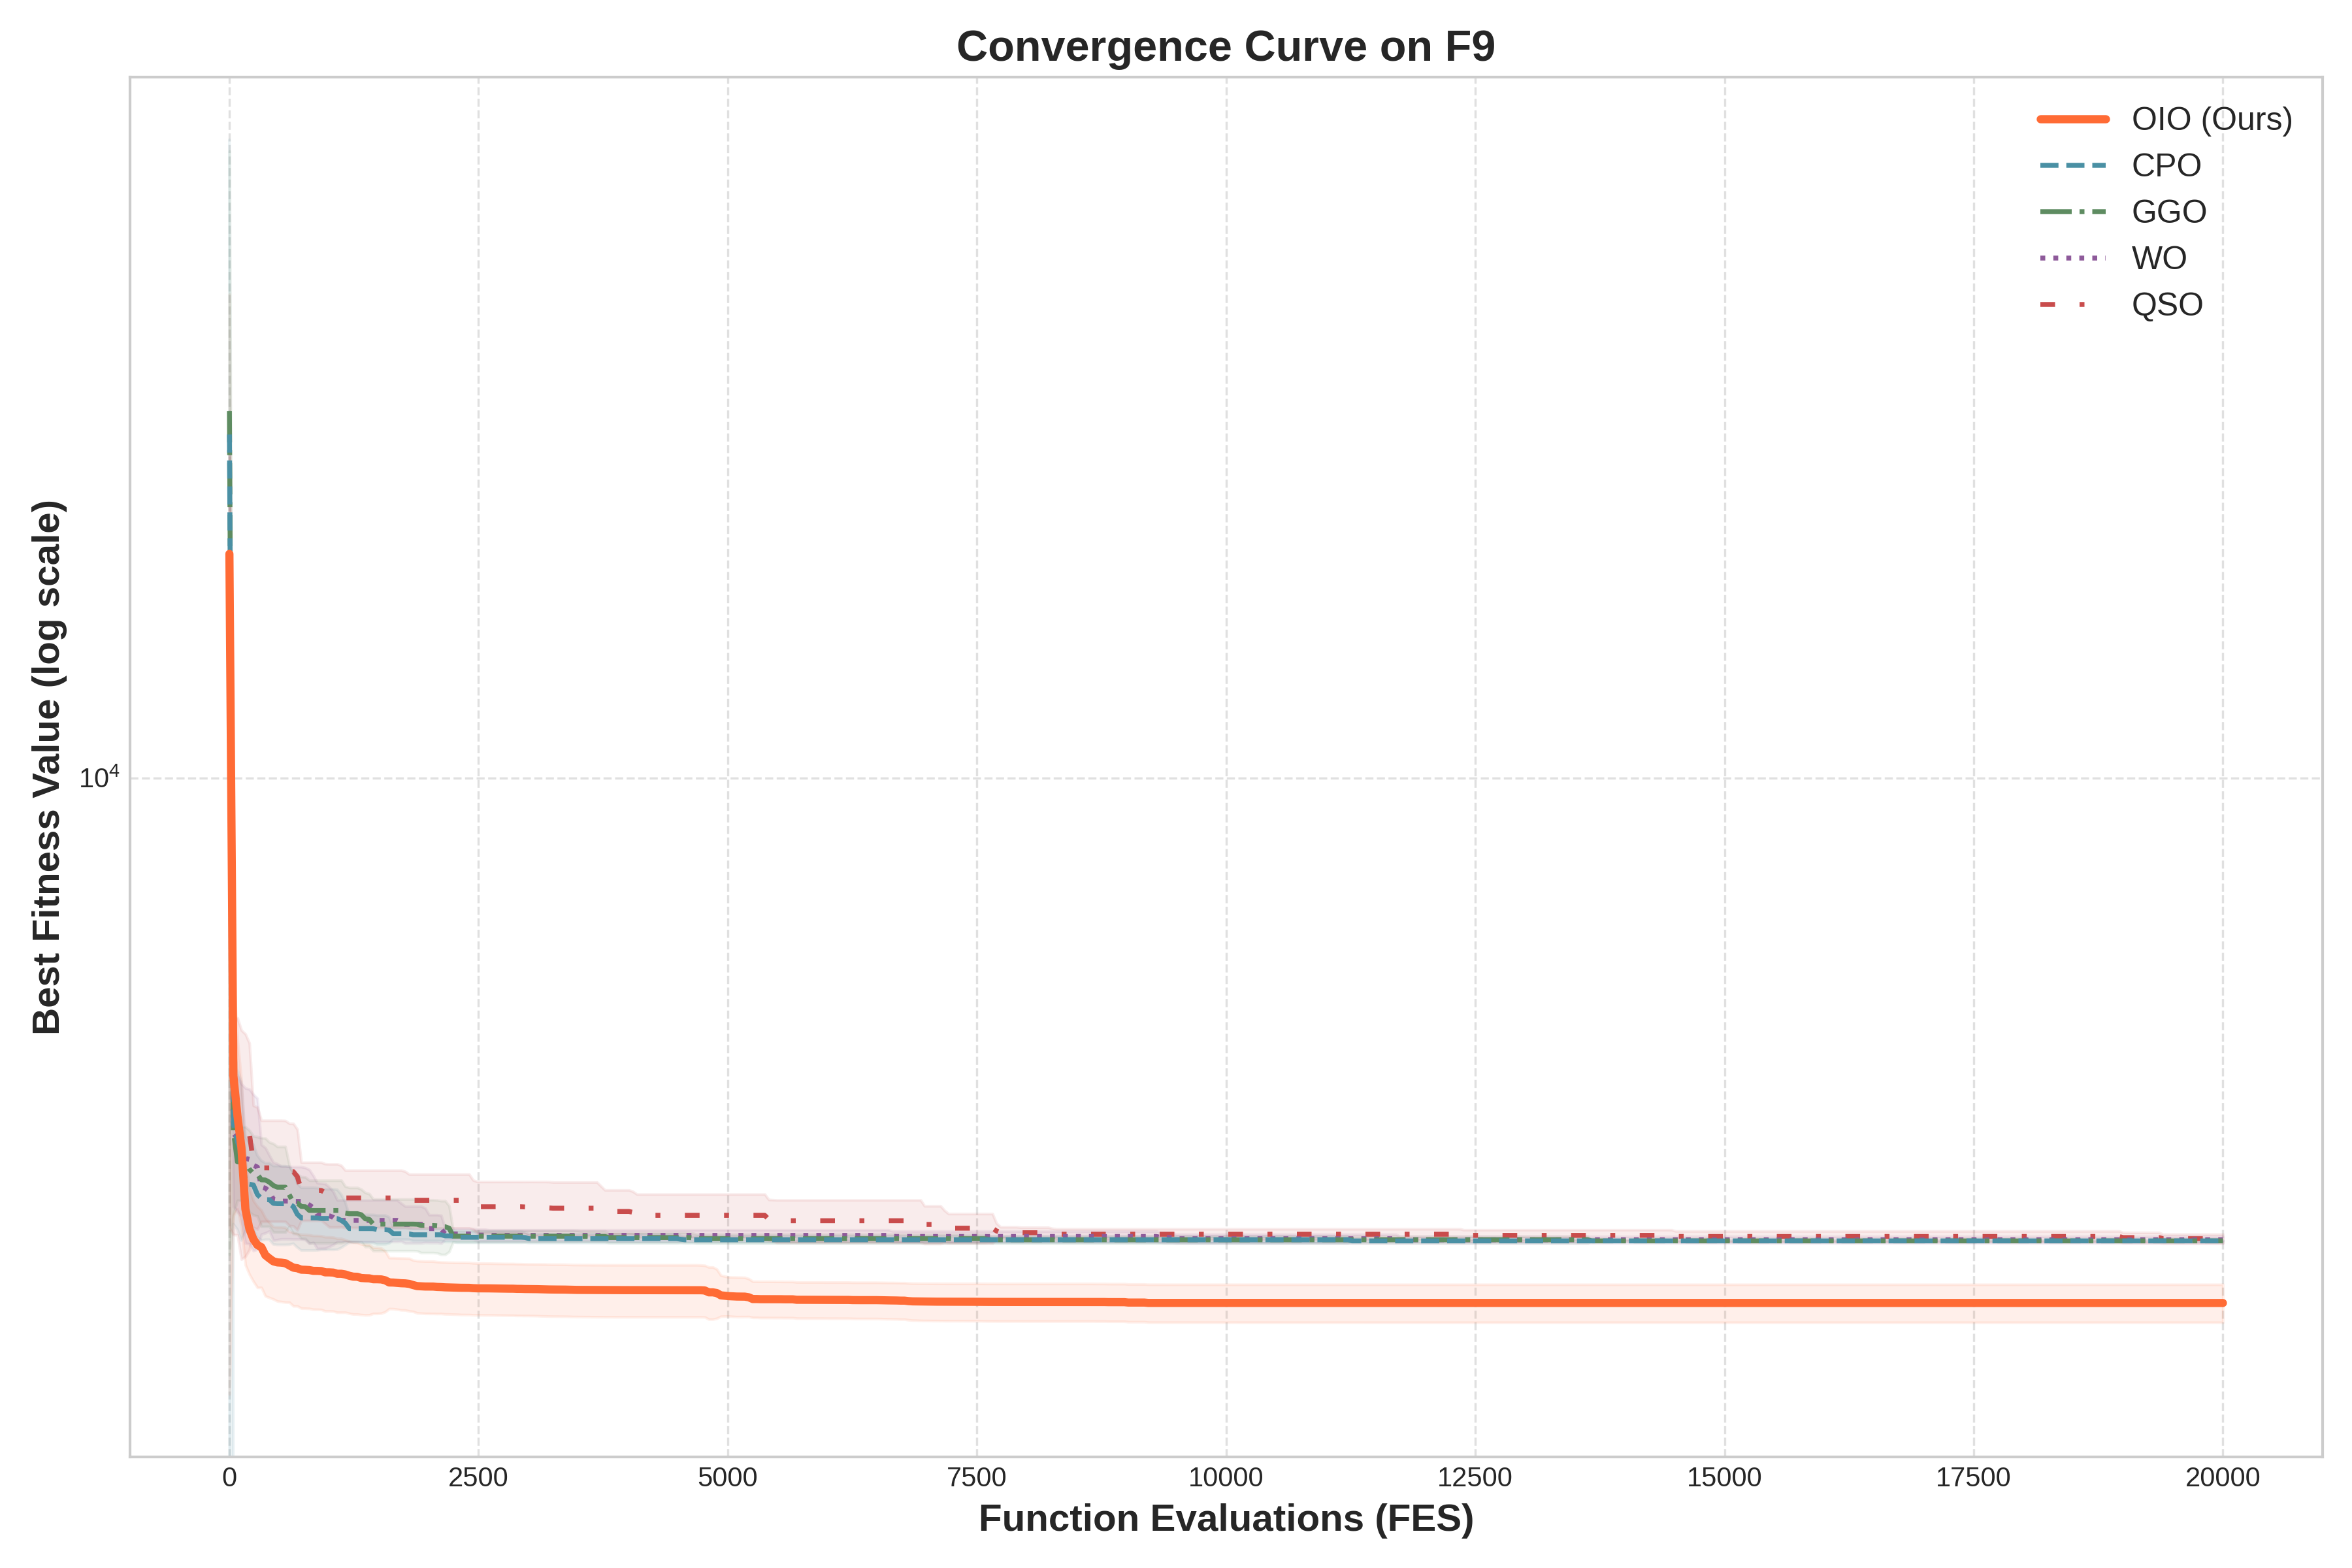 Convergence Curve on F9
OIO (Ours)
CPO
GGO
WO
QSO
Best Fitness Value (log scale)
10⁴
0 2500 5000 7500 10000 12500 15000 17500 20000
Function Evaluations (FES)